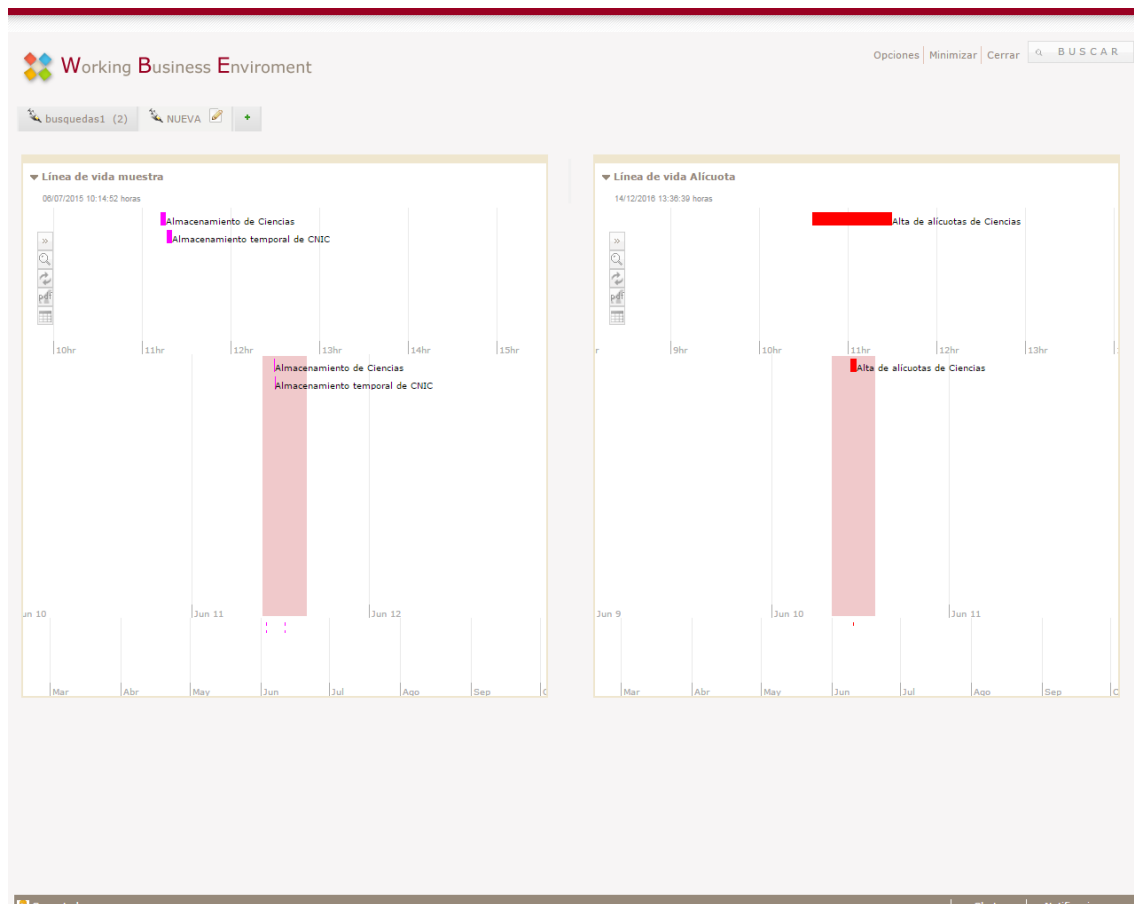 Working Business Enviroment
Opciones Minimizar Cerrar BUSCAR
busquedas1 (2) NUEVA +
Línea de vida muestra
06/07/2015 10:14:52 horas
Almacenamiento de Ciencias
Almacenamiento temporal de CNIC
»
pdf
10hr 11hr 12hr 13hr 14hr 15hr
Almacenamiento de Ciencias
Almacenamiento temporal de CNIC
Jun 11 Jun 12
Mar Abr May Jun Jul Ago Sep
Línea de vida Alícuota
14/12/2016 13:36:39 horas
Alta de alícuotas de Ciencias
»
pdf
9hr 10hr 11hr 12hr 13hr
Alta de alícuotas de Ciencias
Jun 9 Jun 10 Jun 11
Mar Abr May Jun Jul Ago Sep